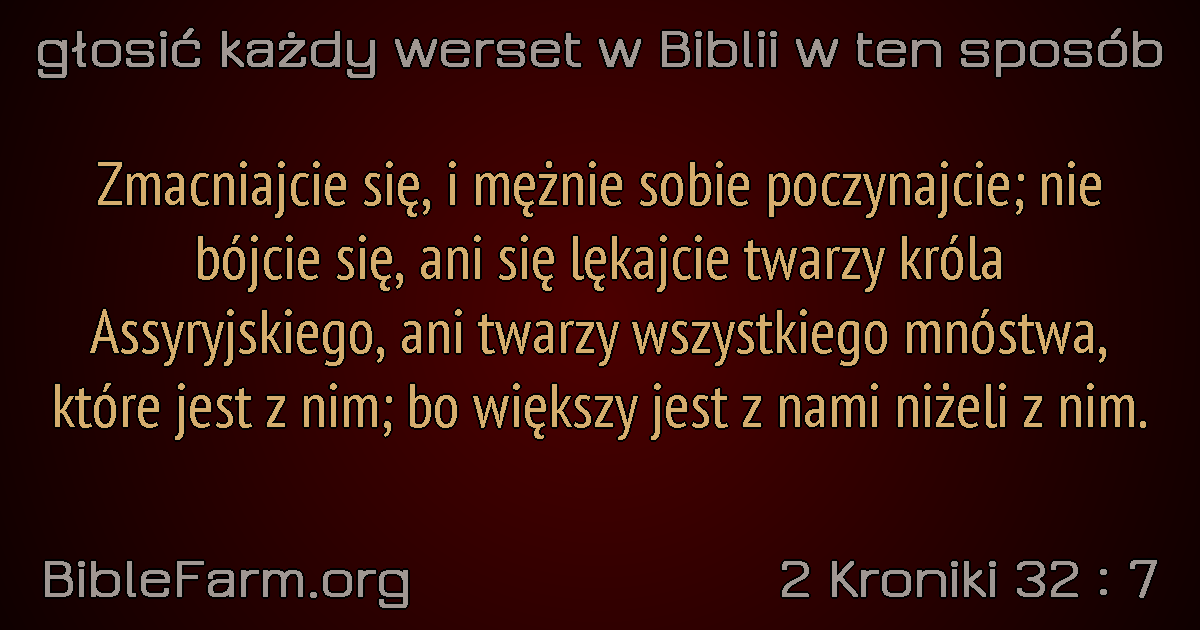 głosić każdy werset w Biblii w ten sposób
Zmacniajcie się, i mężnie sobie poczynajcie; nie
bójcie się, ani się lękajcie twarzy króla
Assyryjskiego, ani twarzy wszystkiego mnóstwa,
które jest z nim; bo większy jest z nami niżeli z nim.
BibleFarm.org
2 Kroniki 32 : 7